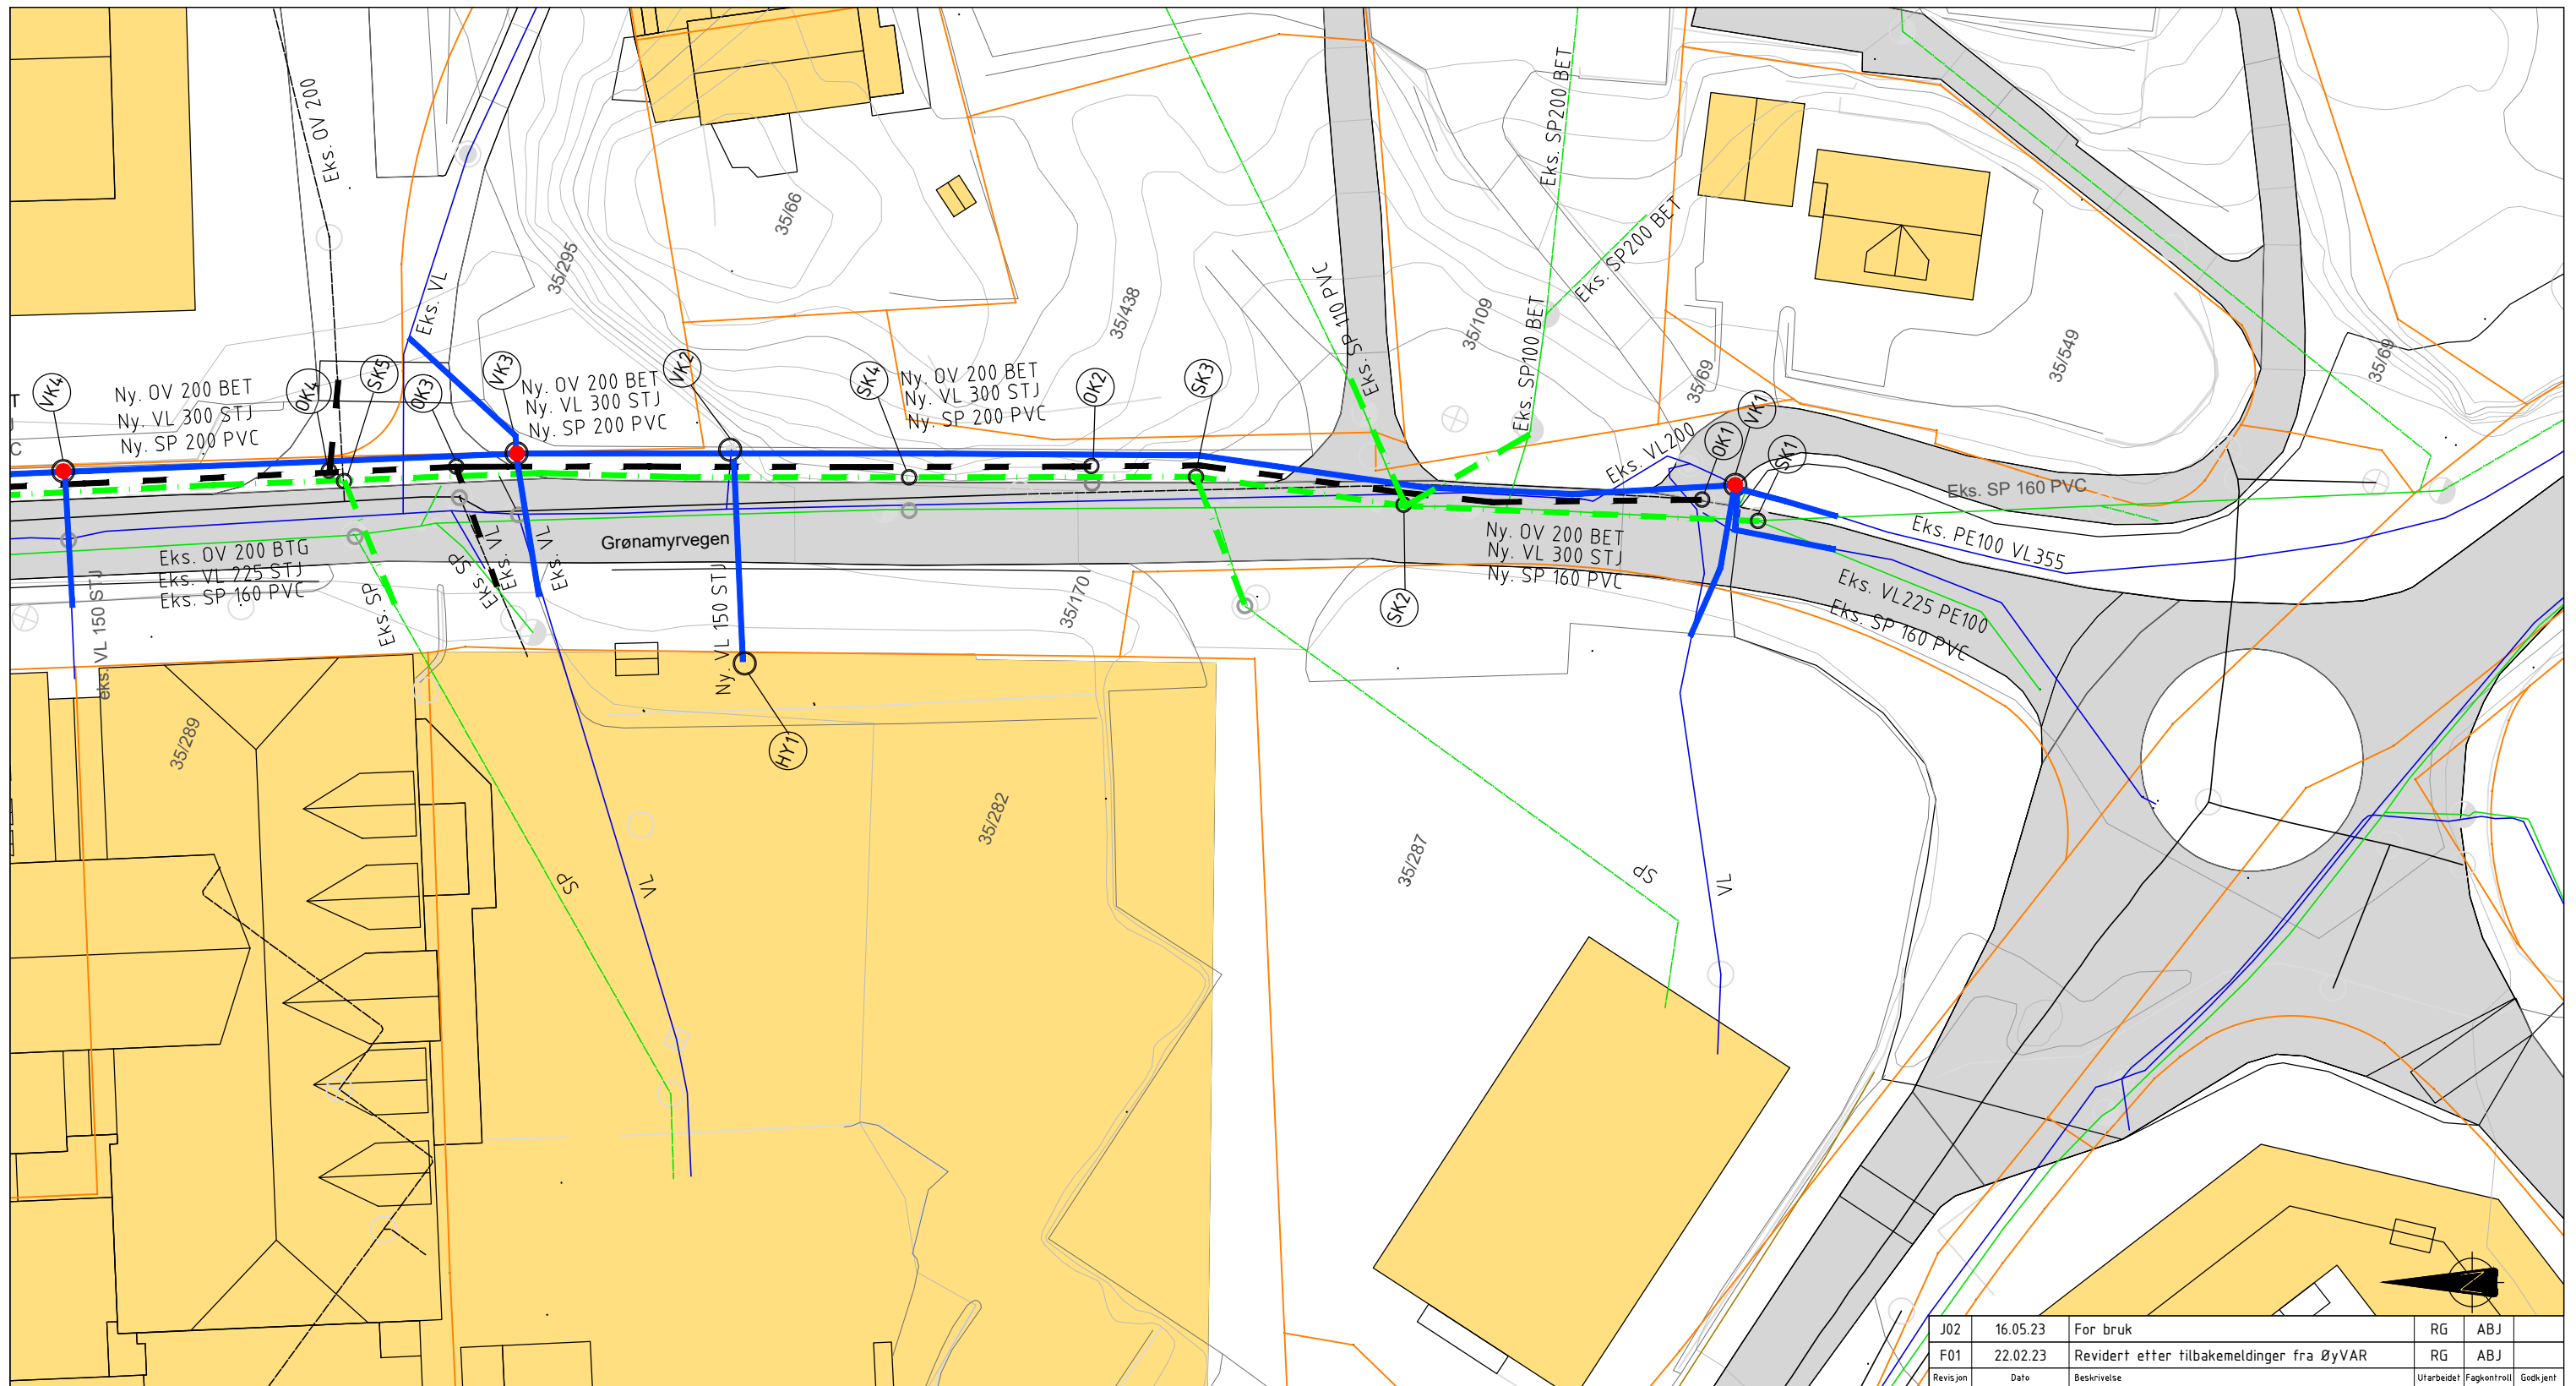 Eks. OV 200
Eks. VL
35/295
35/66
35/438
Eks. SP200 BET
Eks. SP200 BET
Eks. SP 110 PVC
Eks. SP100 BET
35/109
35/69
35/549
35/69
T
J
C
VK4
Ny. OV 200 BET
Ny. VL 300 STJ
Ny. SP 200 PVC
OK4
SK5
OK3
VK3
Ny. OV 200 BET
Ny. VL 300 STJ
Ny. SP 200 PVC
VK2
SK4
Ny. OV 200 BET
Ny. VL 300 STJ
Ny. SP 200 PVC
OK2
SK3
Eks. VL200
OK1
VK1
SK1
Eks. SP 160 PVC
Eks. PE100 VL355
Eks. VL225 PE100
Eks. SP 160 PVC
Grønamyrvegen
Eks. OV 200 BTG
Eks. VL 225 STJ
Eks. SP 160 PVC
eks. VL 150 STJ
Eks. SP
Eks. SP
Eks. VL
Eks. VL
Eks. VL
Ny. VL 150 STJ
HY1
35/170
SK2
Ny. OV 200 BET
Ny. VL 300 STJ
Ny. SP 160 PVC
35/289
35/282
35/287
SP
VL
SP
VL
J02 16.05.23 For bruk RG ABJ
F01 22.02.23 Revidert etter tilbakemeldinger fra ØyVAR RG ABJ
Revisjon Dato Beskrivelse Utarbeidet Fagkontroll Godkjent